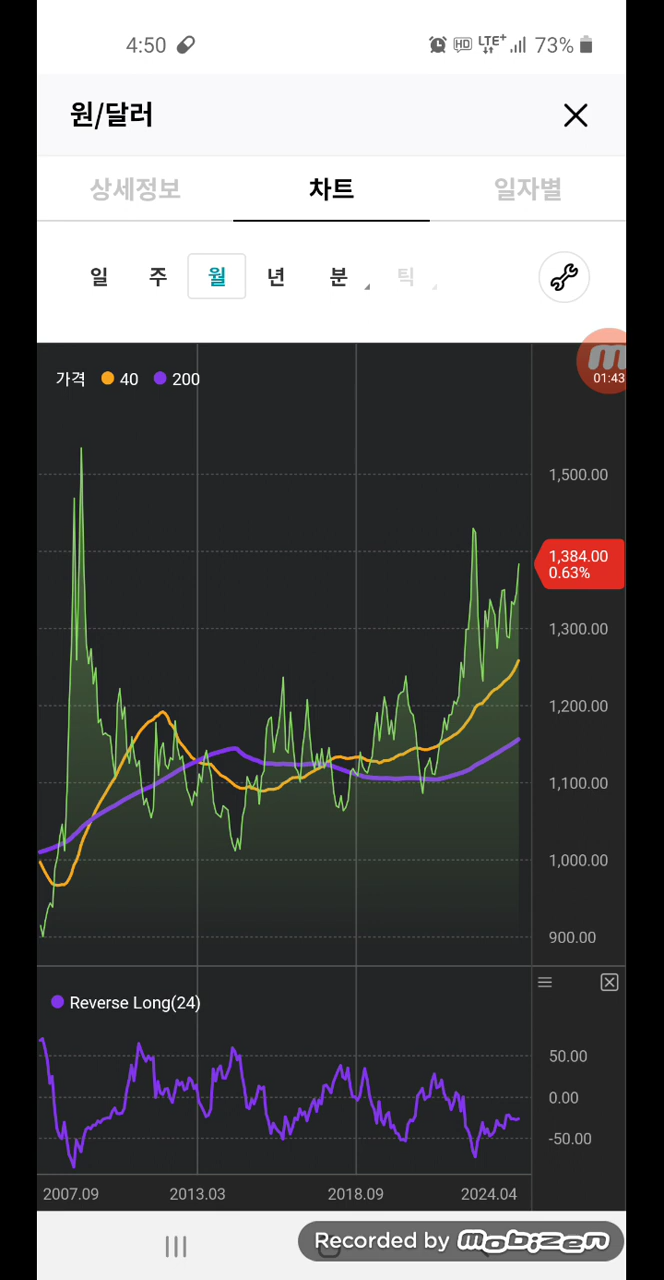 4:50 HD LTE+ 73%
원/달러
상세정보 차트 일자별
일 주 월 년 분 틱
가격 40 200
01:43
1,500.00
1,384.00
0.63%
1,300.00
1,200.00
1,100.00
1,000.00
900.00
Reverse Long(24)
50.00
0.00
-50.00
2007.09 2013.03 2018.09 2024.04
Recorded by mobizen